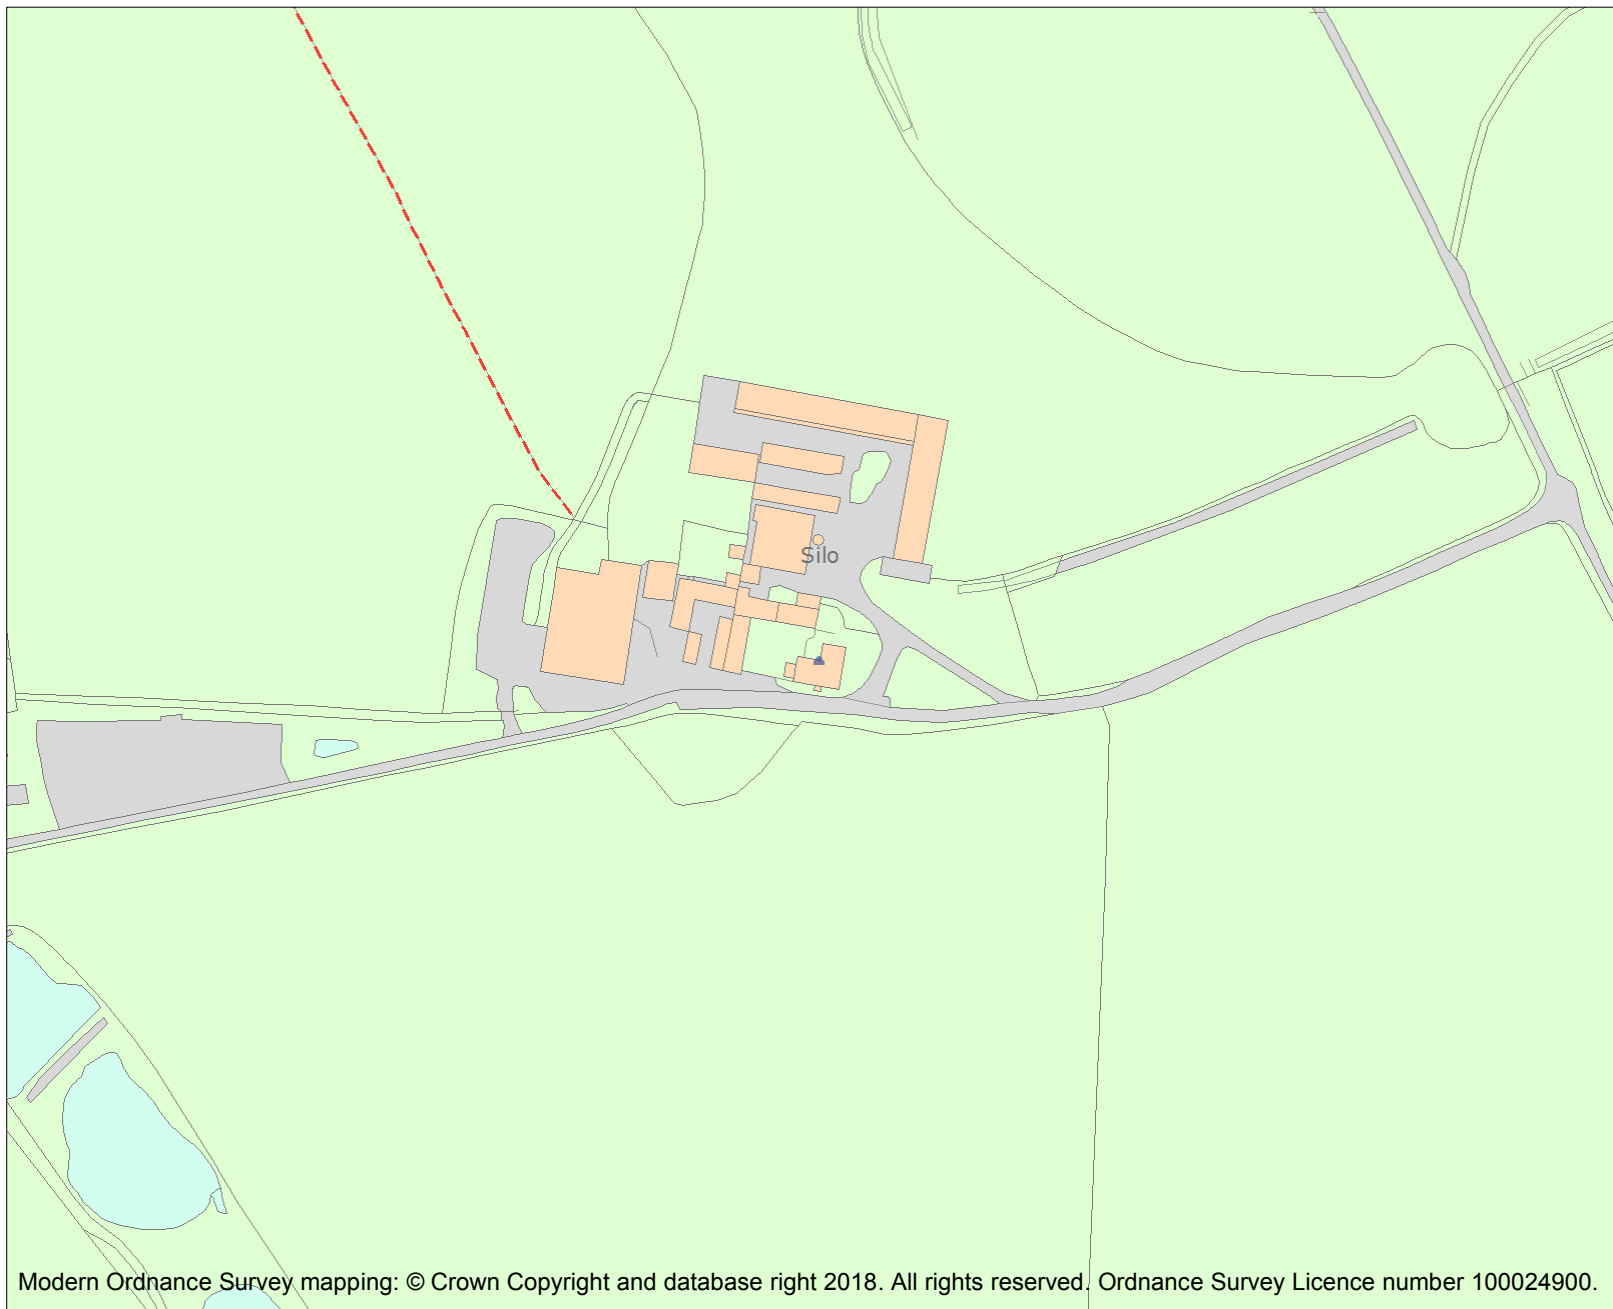 Silo
Modern Ordnance Survey mapping: © Crown Copyright and database right 2018. All rights reserved. Ordnance Survey Licence number 100024900.